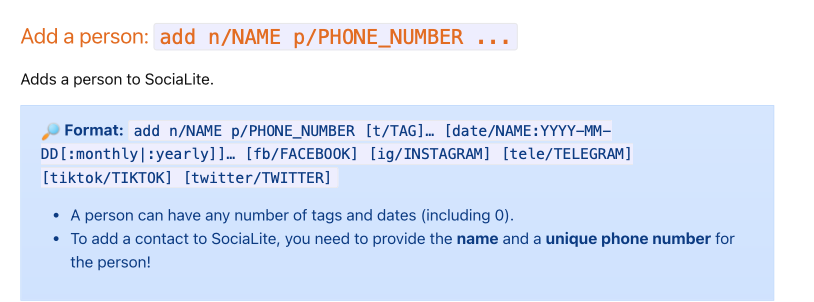 Add a person: add n/NAME p/PHONE_NUMBER ...
Adds a person to SociaLite.
Format: add n/NAME p/PHONE_NUMBER [t/TAG]… [date/NAME:YYYY-MM-
DD[:monthly|:yearly]]… [fb/FACEBOOK] [ig/INSTAGRAM] [tele/TELEGRAM]
[tiktok/TIKTOK] [twitter/TWITTER]
• A person can have any number of tags and dates (including 0).
• To add a contact to SociaLite, you need to provide the name and a unique phone number for
the person!